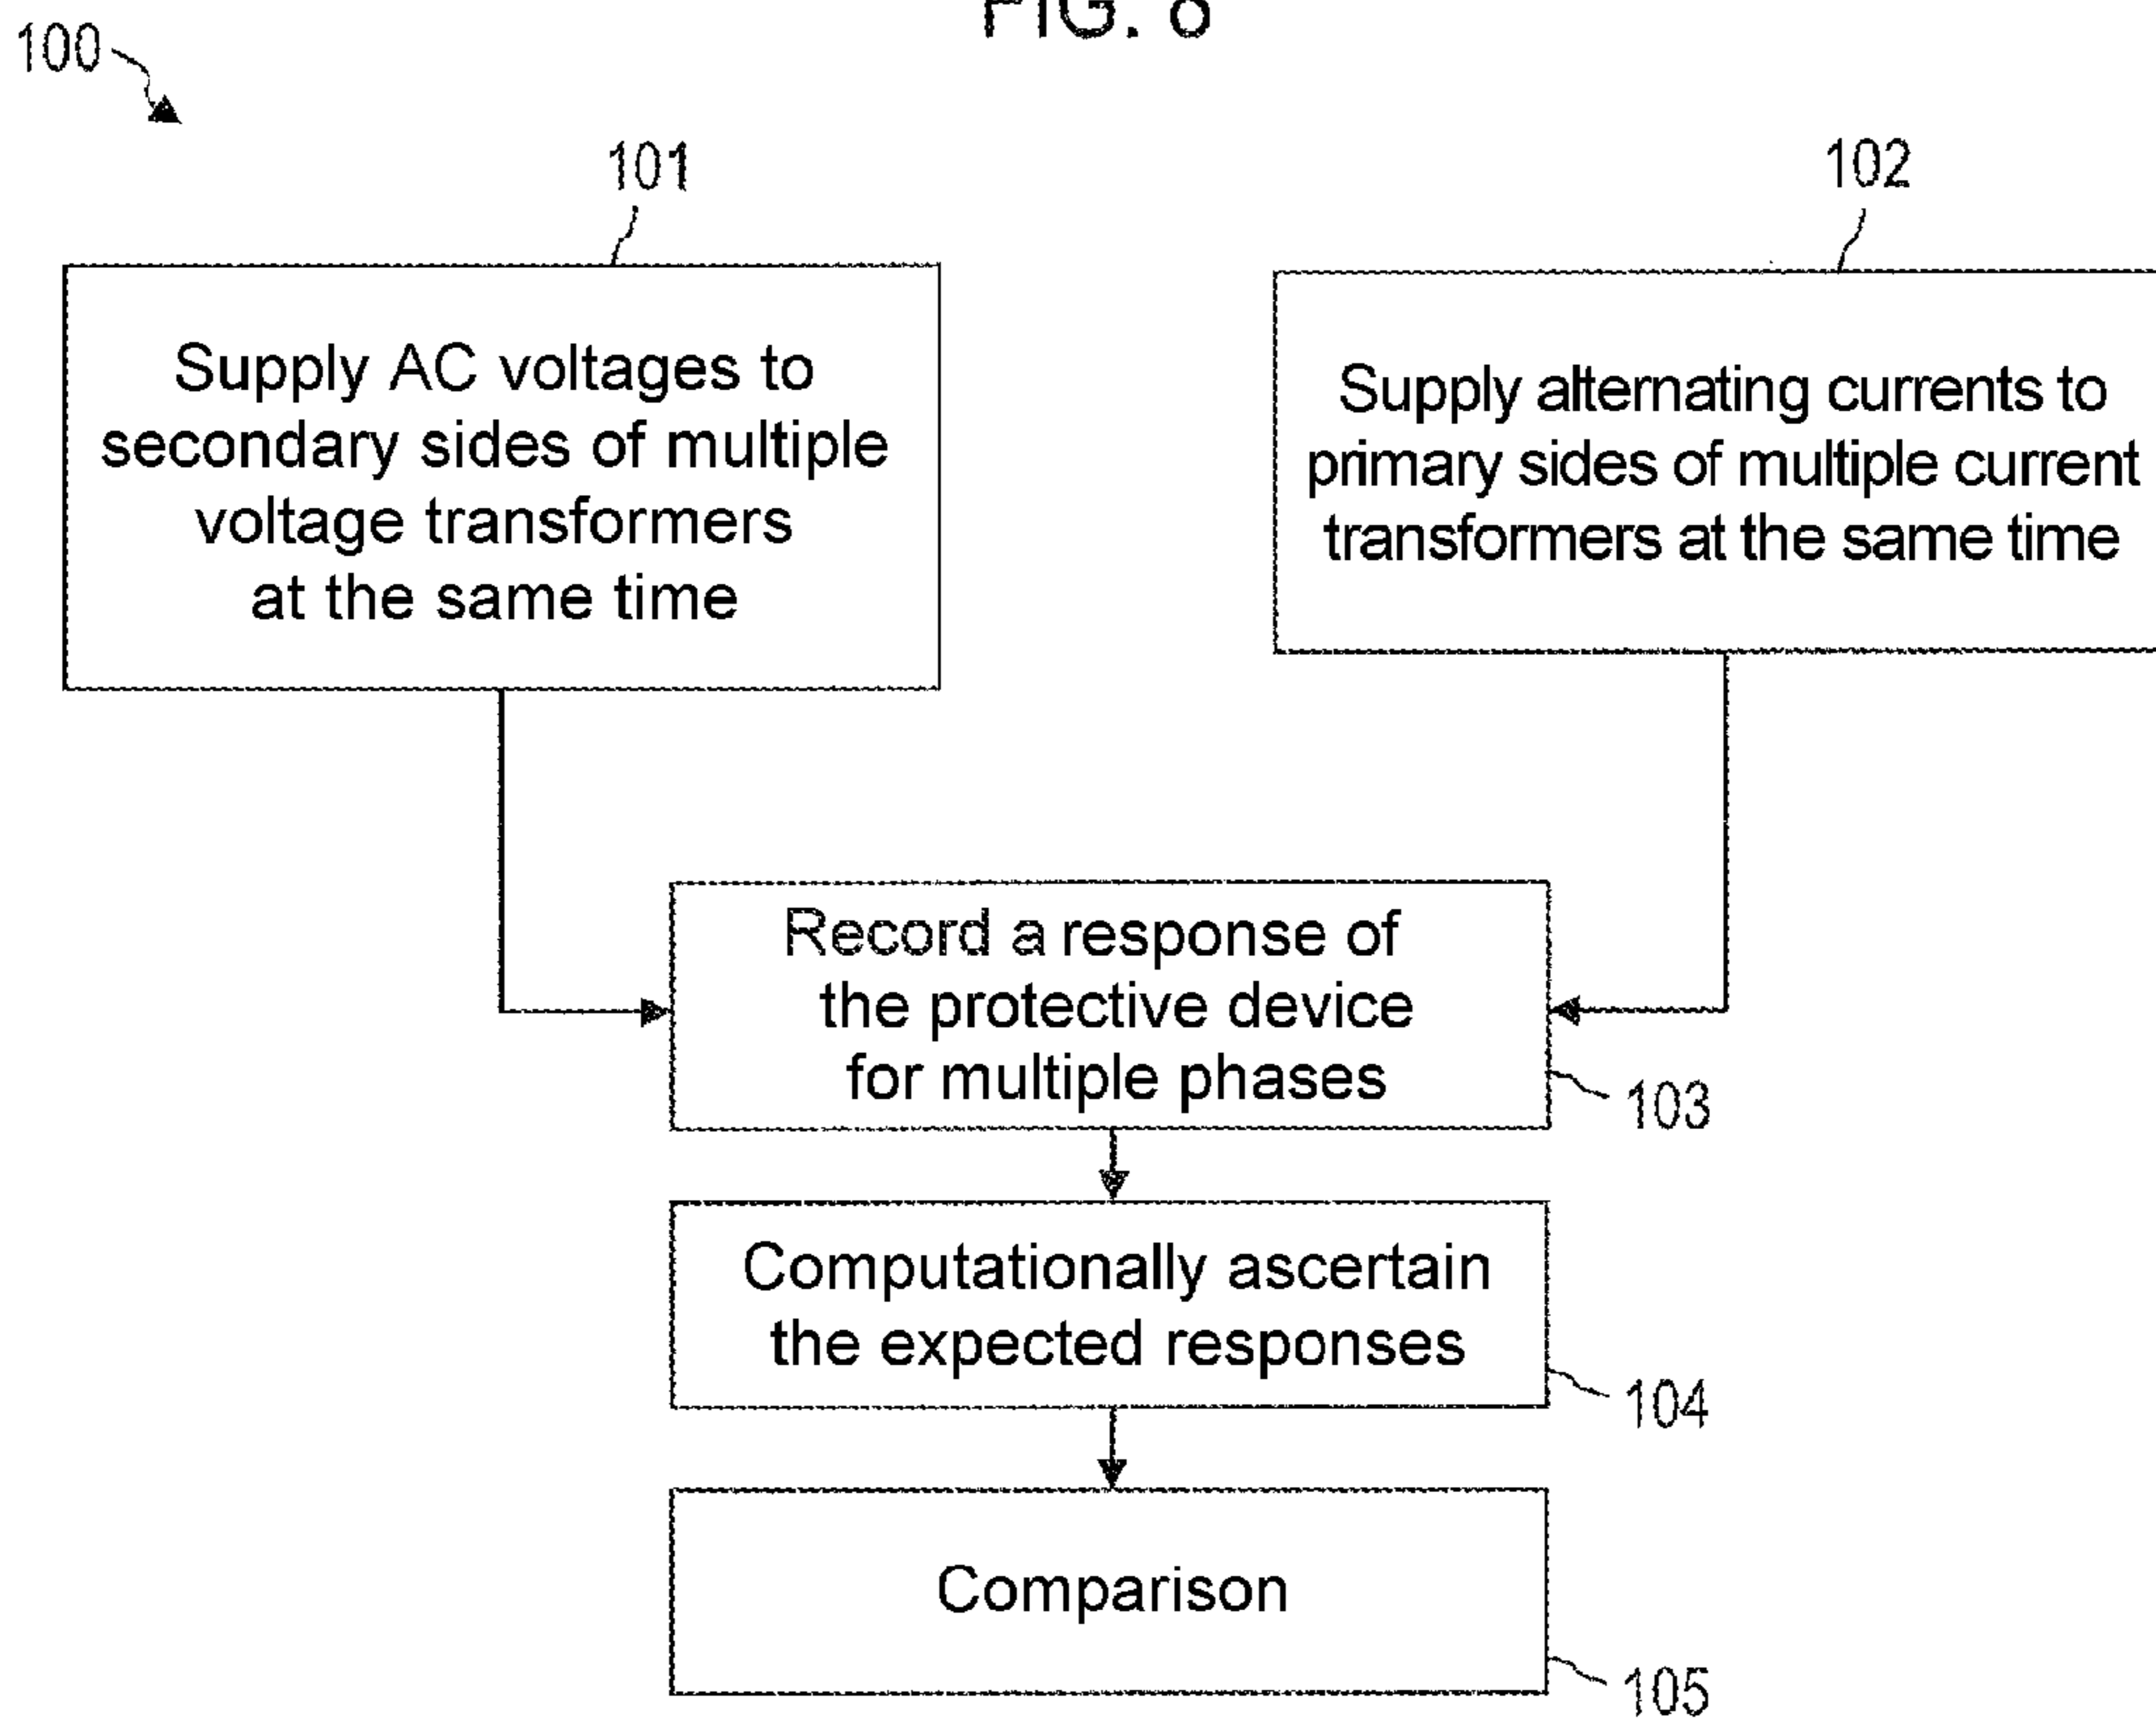 FIG. 8
100
101
102
Supply AC voltages to
secondary sides of multiple
voltage transformers
at the same time
Supply alternating currents to
primary sides of multiple current
transformers at the same time
Record a response of
the protective device
for multiple phases
103
Computationally ascertain
the expected responses
104
Comparison
105